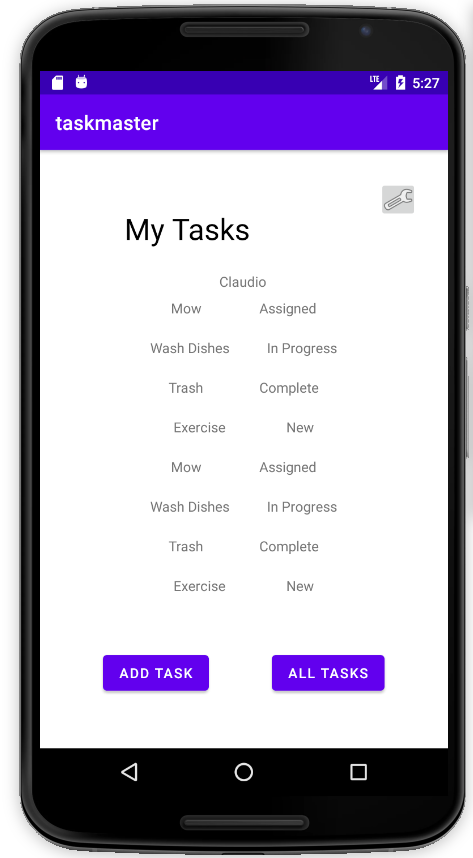 LTE 5:27
taskmaster
My Tasks
Claudio
Mow Assigned
Wash Dishes In Progress
Trash Complete
Exercise New
Mow Assigned
Wash Dishes In Progress
Trash Complete
Exercise New
ADD TASK ALL TASKS